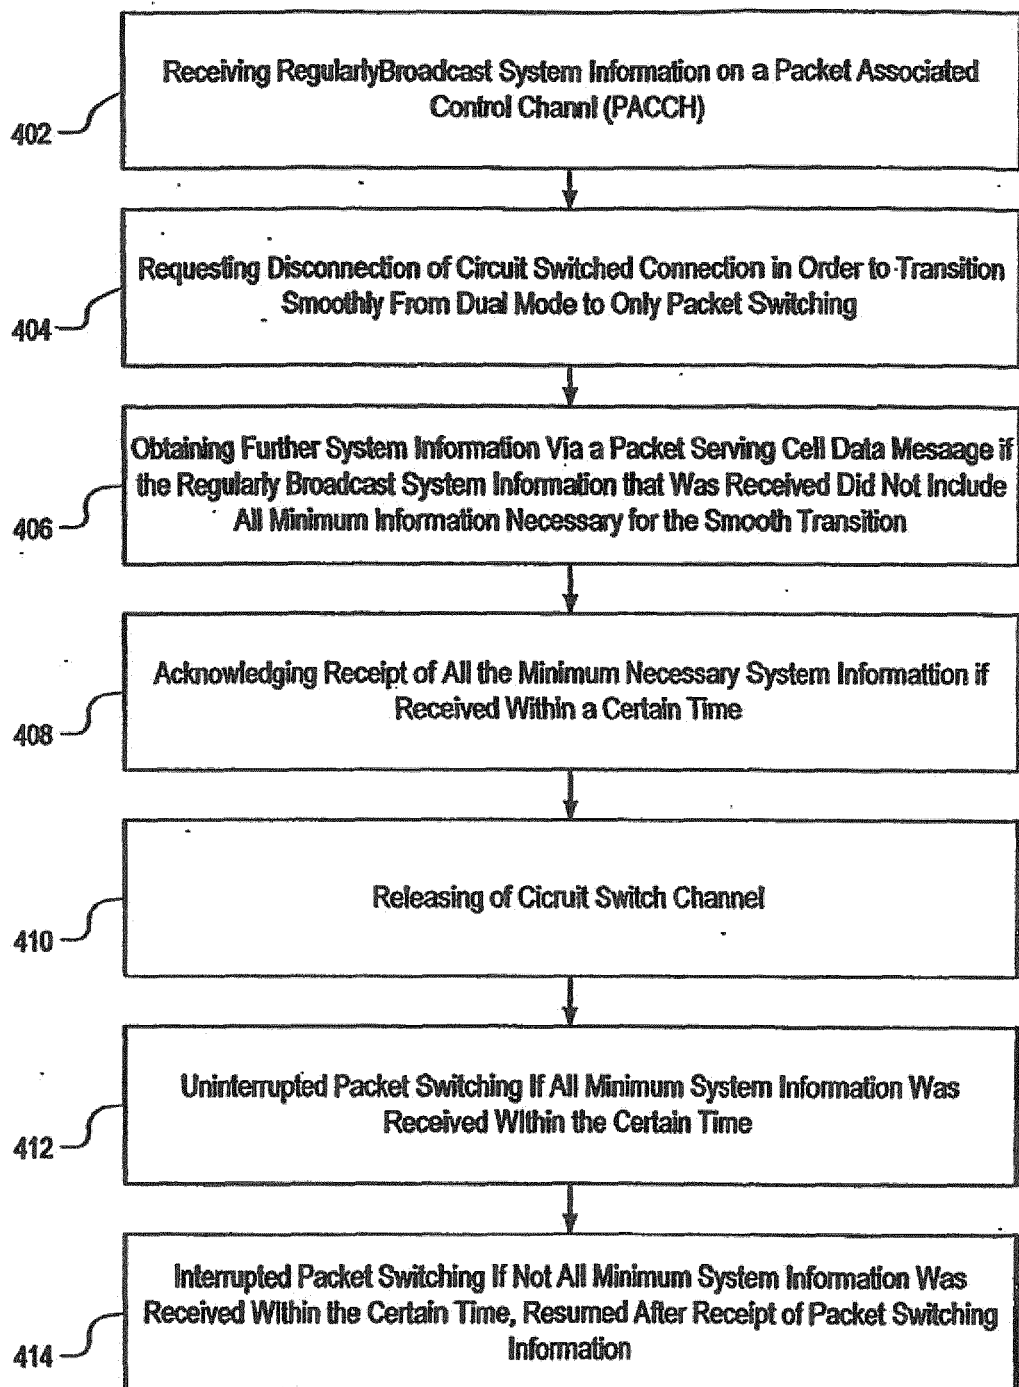 Receiving RegularlyBroadcast System Information on a Packet Associated
Control Channl (PACCH)
402
Requesting Disconnection of Circuit Switched Connection in Order to Transition
Smoothly From Dual Mode to Only Packet Switching
404
Obtaining Further System Information Via a Packet Serving Cell Data Mesaage if
the Regularly Broadcast System Information that Was Received Did Not Include
All Minimum Information Necessary for the Smooth Transition
406
Acknowledging Receipt of All the Minimum Necessary System Informattion if
Received Within a Certain Time
408
Releasing of Cicruit Switch Channel
410
Uninterrupted Packet Switching If All Minimum System Information Was
Received WIthin the Certain Time
412
Interrupted Packet Switching If Not All Minimum System Information Was
Received WIthin the Certain Time, Resumed After Receipt of Packet Switching
Information
414